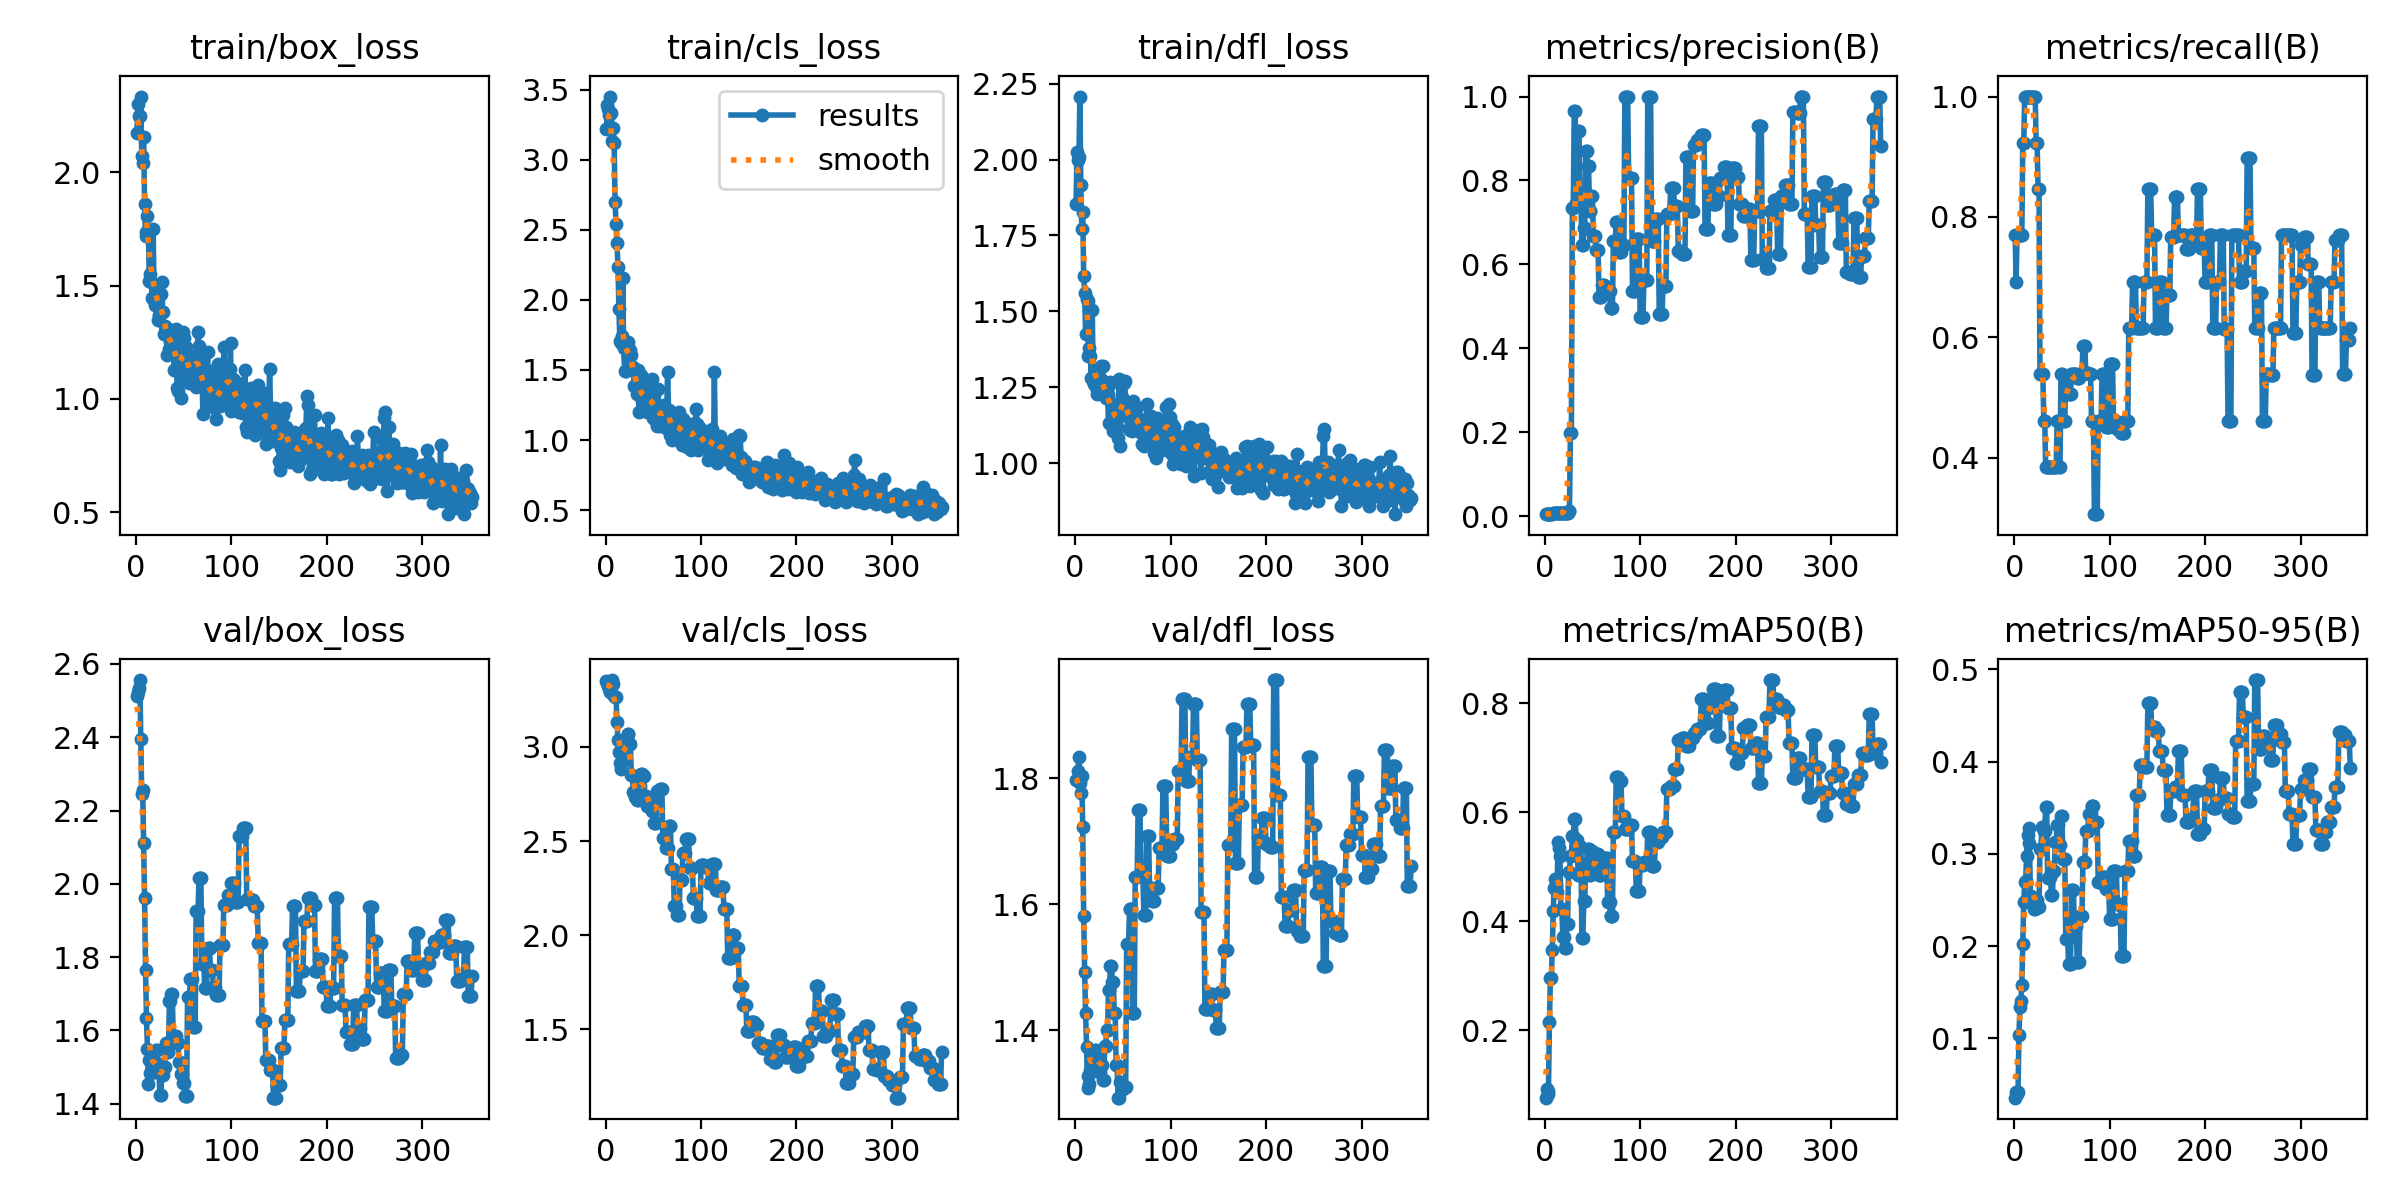 train/box_loss
train/cls_loss
train/dfl_loss
metrics/precision(B)
metrics/recall(B)
2.0
1.5
1.0
0.5
0 100 200 300
3.5
3.0
2.5
2.0
1.5
1.0
0.5
results
smooth
0 100 200 300
2.25
2.00
1.75
1.50
1.25
1.00
0 100 200 300
1.0
0.8
0.6
0.4
0.2
0.0
0 100 200 300
1.0
0.8
0.6
0.4
0 100 200 300
val/box_loss
val/cls_loss
val/dfl_loss
metrics/mAP50(B)
metrics/mAP50-95(B)
2.6
2.4
2.2
2.0
1.8
1.6
1.4
0 100 200 300
3.0
2.5
2.0
1.5
0 100 200 300
1.8
1.6
1.4
0 100 200 300
0.8
0.6
0.4
0.2
0 100 200 300
0.5
0.4
0.3
0.2
0.1
0 100 200 300